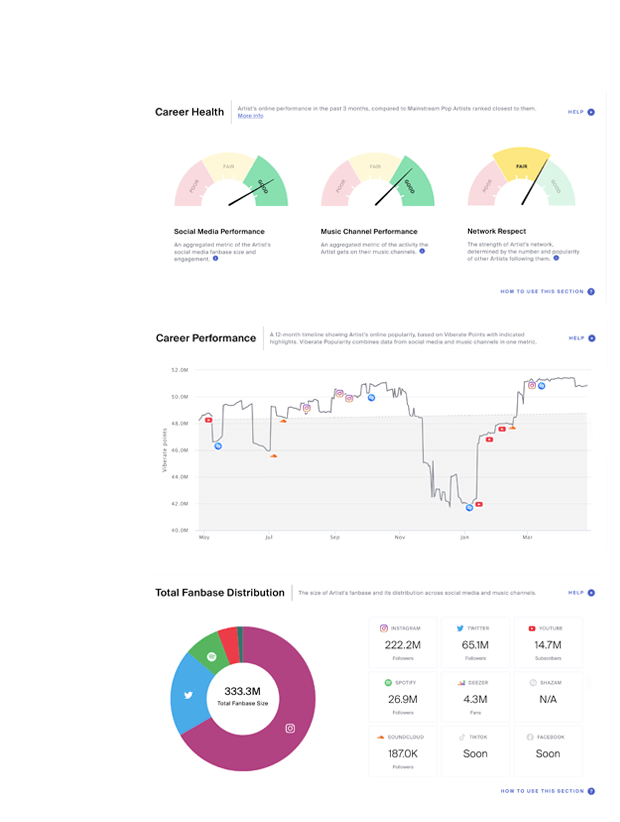 Career Health
Artist's online performance in the past 3 months, compared to Mainstream Pop Artists ranked closest to them.
More info
HELP
POOR
FAIR
GOOD
POOR
FAIR
GOOD
POOR
FAIR
GOOD
Social Media Performance
An aggregated metric of the Artist's
social media fanbase size and
engagement.
Music Channel Performance
An aggregated metric of the activity the
Artist gets on their music channels.
Network Respect
The strength of Artist's network,
determined by the number and popularity
of other Artists following them.
HOW TO USE THIS SECTION ?
Career Performance
A 12-month timeline showing Artist's online popularity, based on Viberate Points with indicated
highlights. Viberate Popularity combines data from social media and music channels in one metric.
HELP
Viberate points
52.0M
50.0M
48.0M
46.0M
44.0M
42.0M
40.0M
May
Jul
Sep
Nov
Jan
Mar
Total Fanbase Distribution
The size of Artist's fanbase and its distribution across social media and music channels.
HELP
333.3M
Total Fanbase Size
INSTAGRAM
222.2M
Followers
TWITTER
65.1M
Followers
YOUTUBE
14.7M
Subscribers
SPOTIFY
26.9M
Followers
DEEZER
4.3M
Fans
SHAZAM
N/A
SOUNDCLOUD
187.0K
Followers
TIKTOK
Soon
FACEBOOK
Soon
HOW TO USE THIS SECTION ?